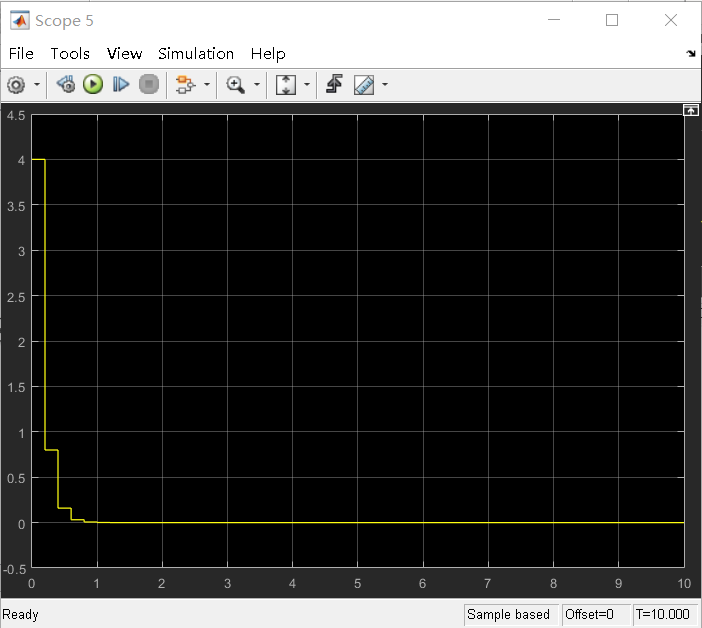 Scope 5
File Tools View Simulation Help
4.5
4
3.5
3
2.5
2
1.5
1
0.5
0
-0.5
0 1 2 3 4 5 6 7 8 9 10
Ready Sample based Offset=0 T=10.000